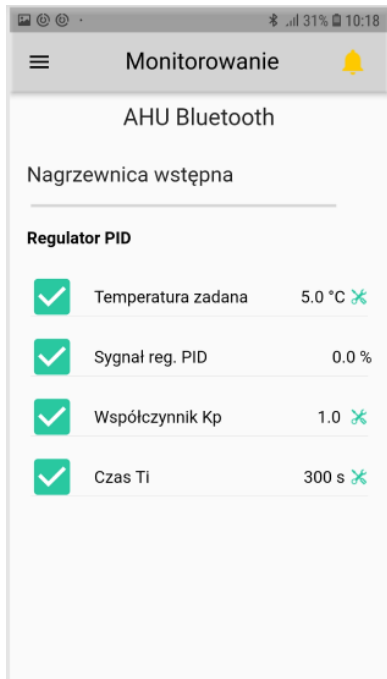 31% 10:18
Monitorowanie
AHU Bluetooth
Nagrzewnica wstępna
Regulator PID
Temperatura zadana 5.0 °C
Sygnał reg. PID 0.0 %
Współczynnik Kp 1.0
Czas Ti 300 s